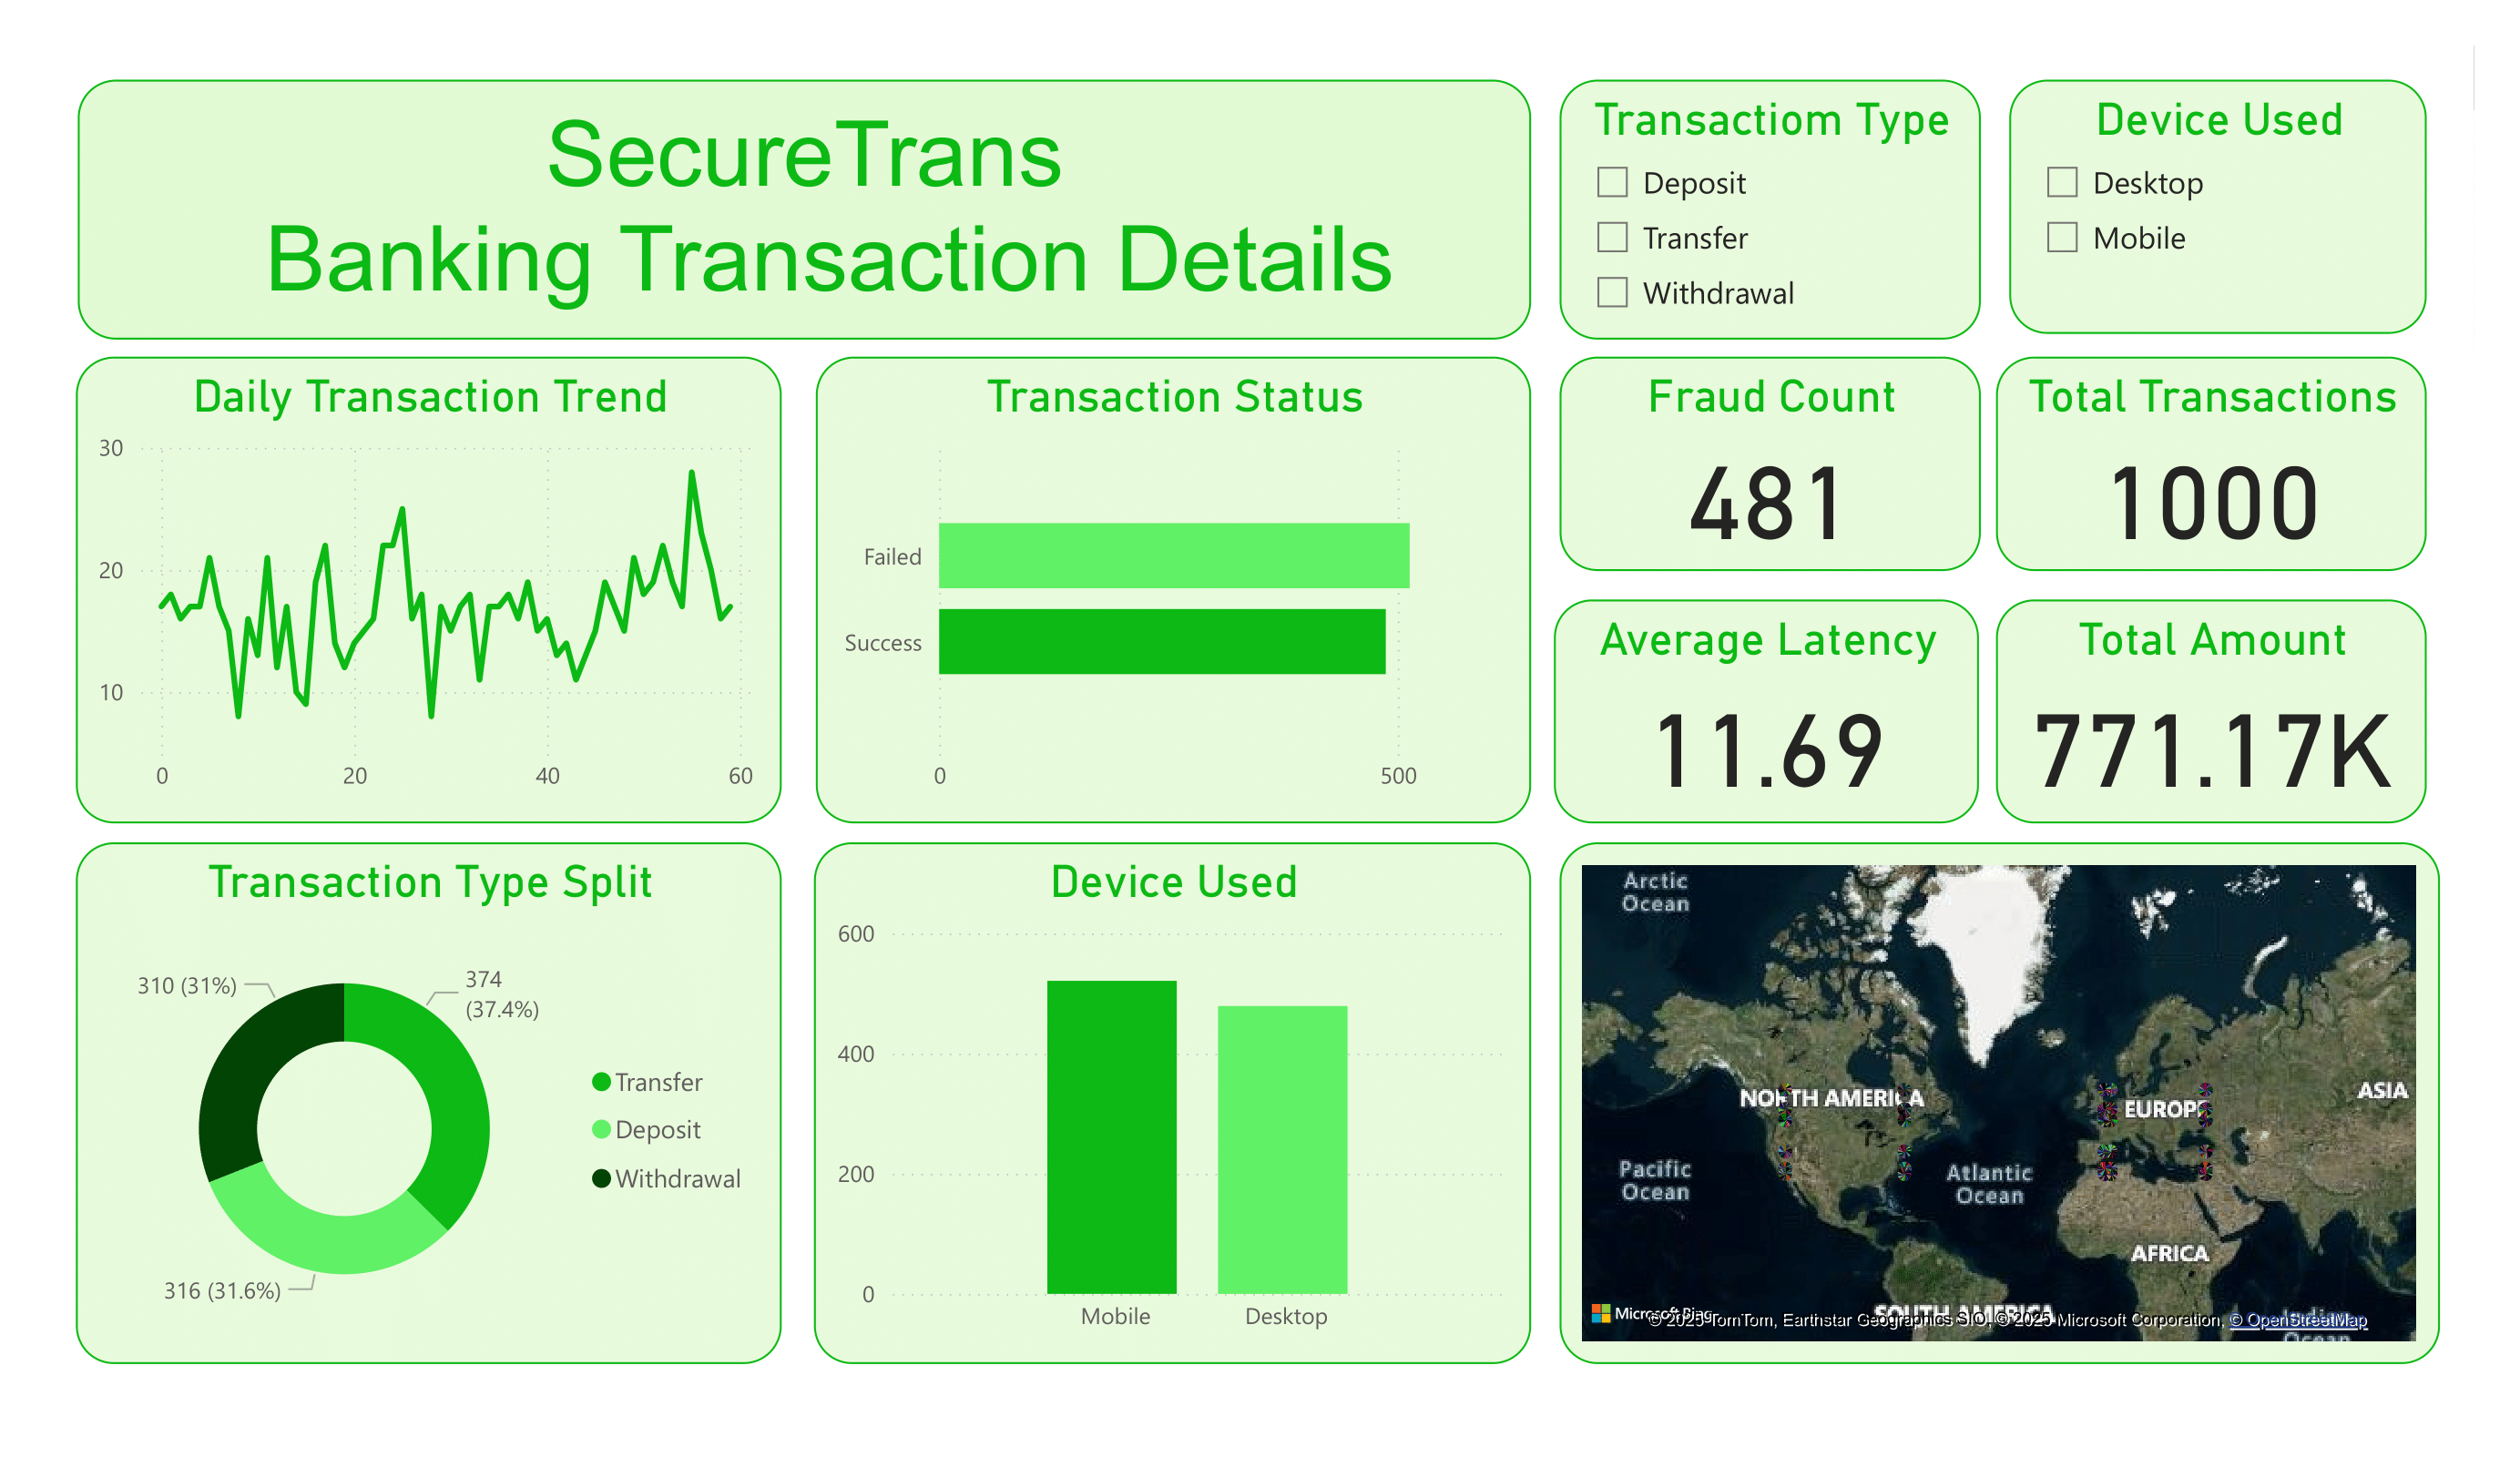 SecureTrans
Banking Transaction Details
Transactiom Type
Deposit
Transfer
Withdrawal
Device Used
Desktop
Mobile
Daily Transaction Trend
30
20
10
0
20
40
60
Transaction Status
Failed
Success
0
500
Fraud Count
481
Total Transactions
1000
Average Latency
11.69
Total Amount
771.17K
Transaction Type Split
310 (31%)
374
(37.4%)
316 (31.6%)
Transfer
Deposit
Withdrawal
Device Used
600
400
200
0
Mobile
Desktop
Arctic
Ocean
NORTH AMERICA
EUROPE
ASIA
Pacific
Ocean
Atlantic
Ocean
AFRICA
SOUTH AMERICA
Microsoft Bing
© 2025 TomTom, Earthstar Geographics SIO, © 2025 Microsoft Corporation, © OpenStreetMap
Ocean